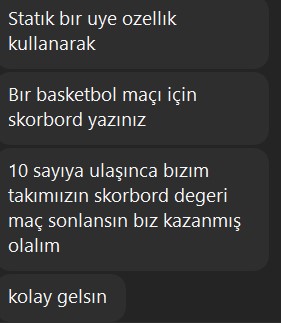 Statik bır uye ozellık
kullanarak
Bır basketbol maçı için
skorbord yazınız
10 sayıya ulaşınca bızım
takımıızın skorbord degeri
maç sonlansın bız kazanmış
olalım
kolay gelsın